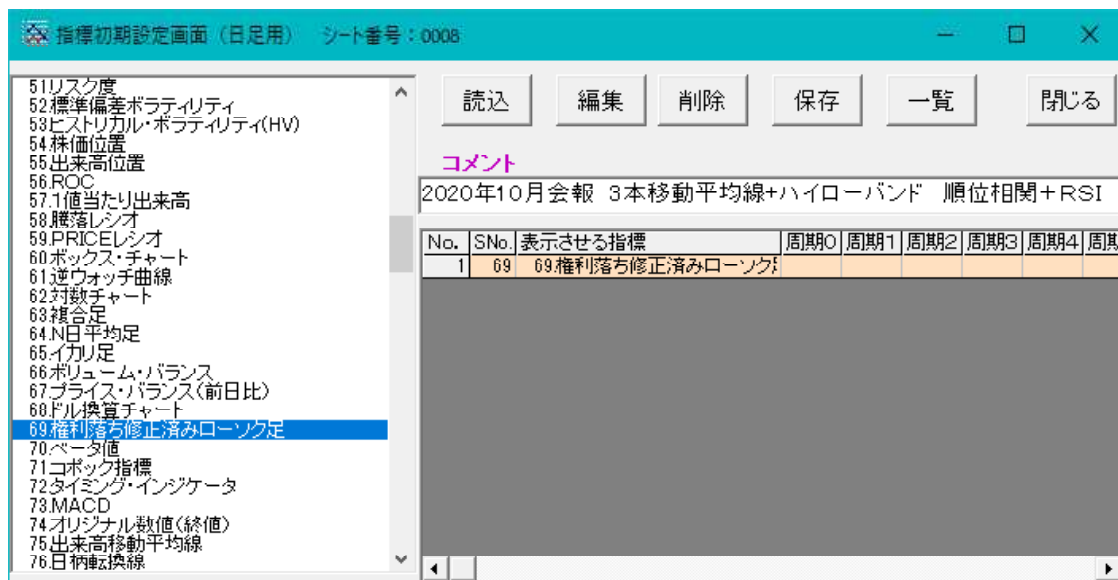 指標初期設定画面（日足用） シート番号：0008
51リスク度
52.標準偏差ボラティリティ
53ヒストリカル・ボラティリティ(HV)
54.株価位置
55.出来高位置
56.ROC
57.1値当たり出来高
58.騰落レシオ
59.PRICEレシオ
60ボックス・チャート
61.逆ウォッチ曲線
62.対数チャート
63.複合足
64.N日平均足
65.イカリ足
66ボリューム・バランス
67.プライス・バランス(前日比)
68.ドル換算チャート
69.権利落ち修正済みローソク足
70.ベータ値
71コポック指標
72.タイミング・インジケータ
73.MACD
74.オリジナル数値(終値)
75.出来高移動平均線
76.日柄転換線
読込 編集 削除 保存 一覧 閉じる
コメント
2020年10月会報 3本移動平均線+ハイローバンド 順位相関+RSI
No. SNo. 表示させる指標 周期0 周期1 周期2 周期3 周期4 周期
1 69 69.権利落ち修正済みローソク足